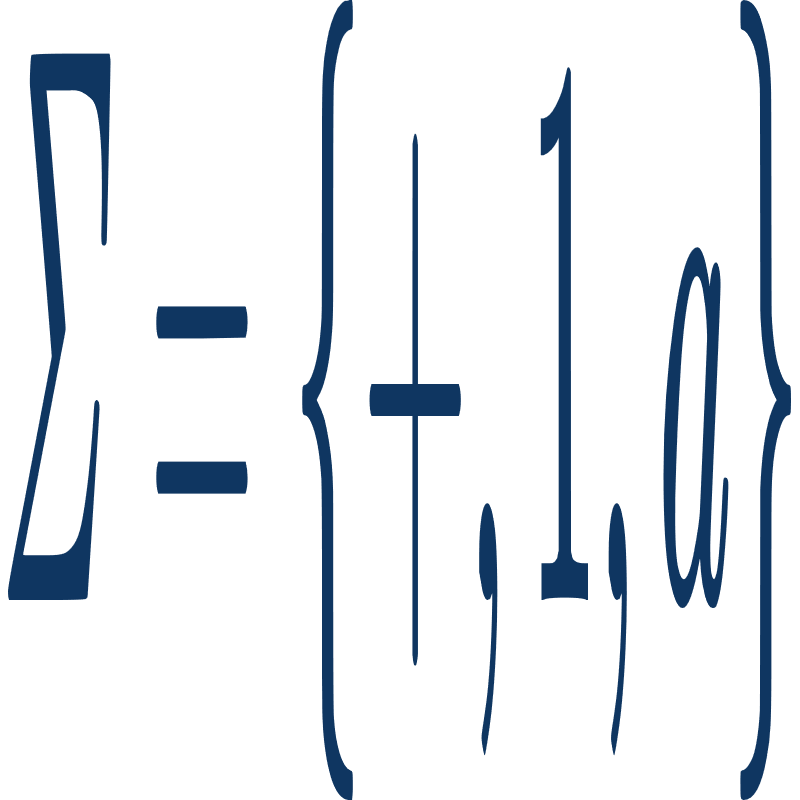 Σ = {+, 1, a}